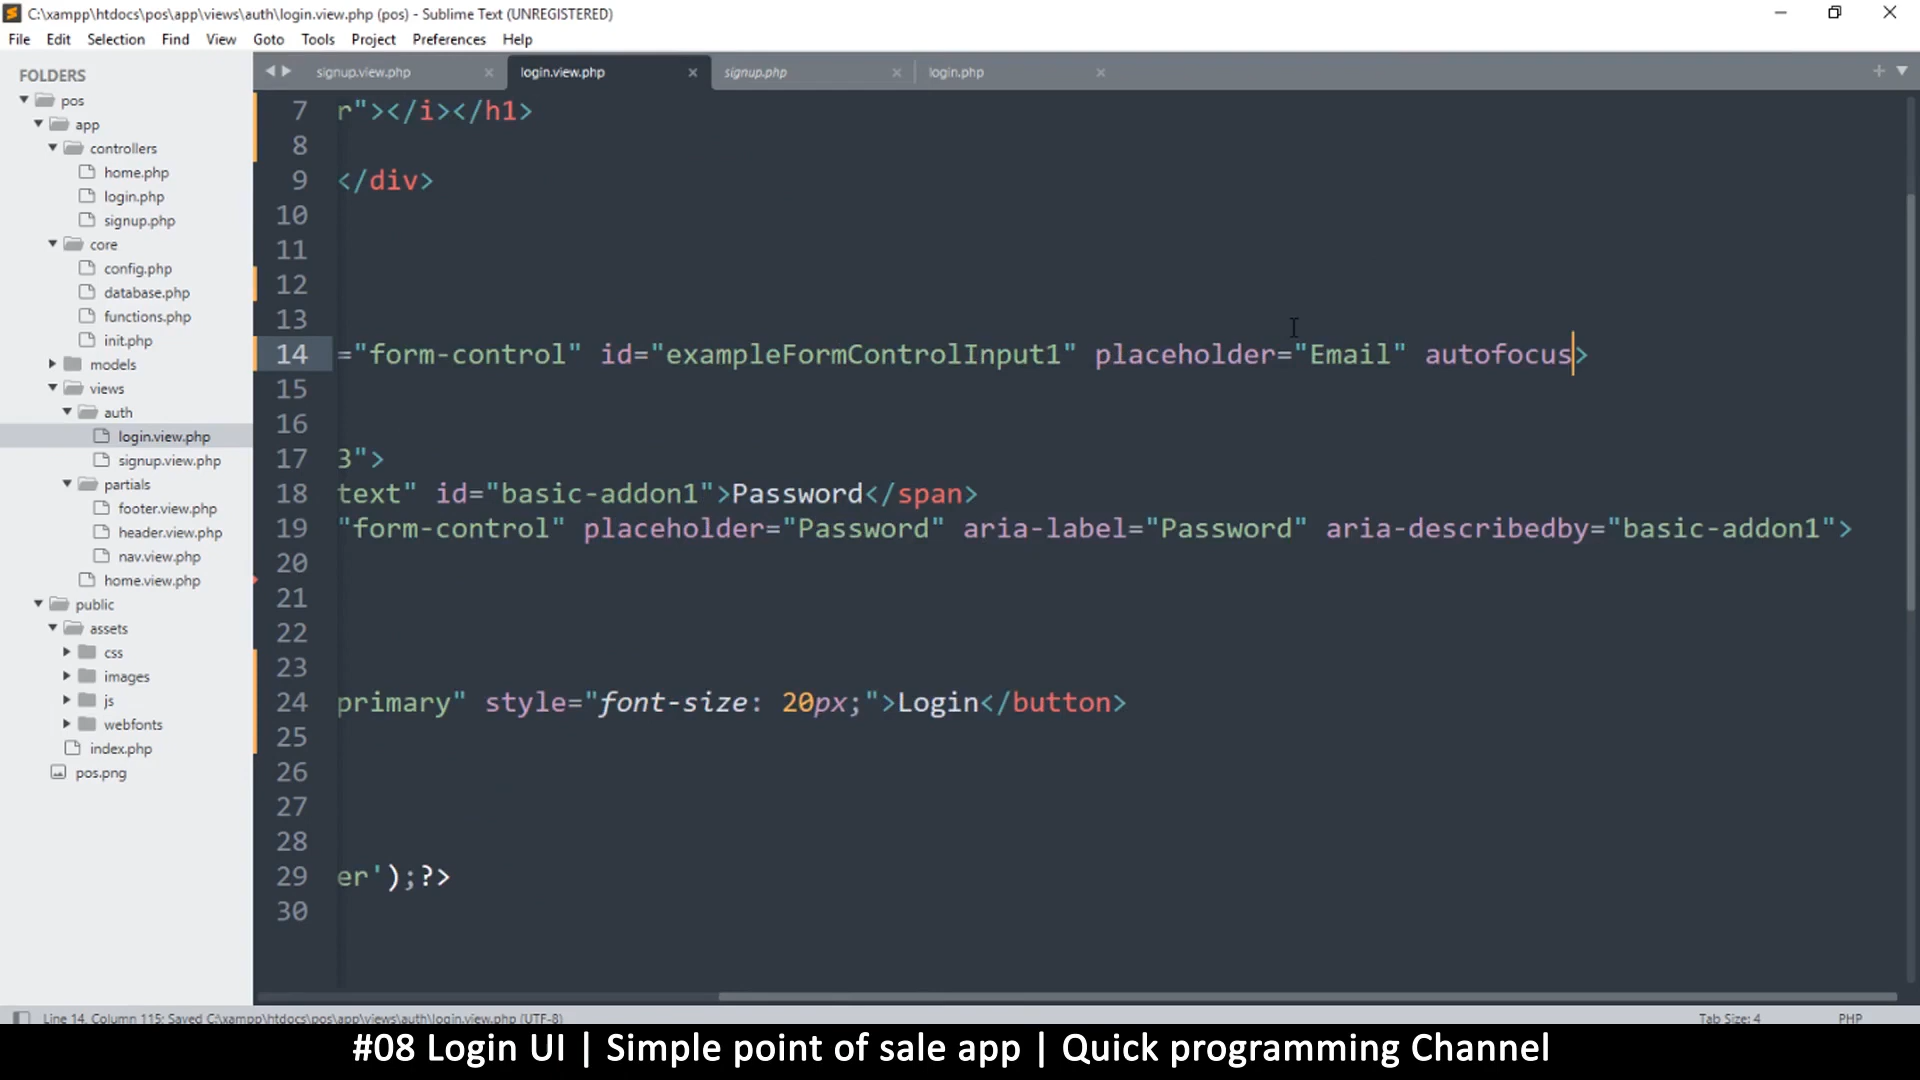 C:\xampp\htdocs\pos\app\views\auth\login.view.php (pos) - Sublime Text (UNREGISTERED)
File Edit Selection Find View Goto Tools Project Preferences Help
FOLDERS
pos
app
controllers
home.php
login.php
signup.php
core
config.php
database.php
functions.php
init.php
models
views
auth
login.view.php
signup.view.php
partials
footer.view.php
header.view.php
nav.view.php
home.view.php
public
assets
css
images
js
webfonts
index.php
pos.png
signup.view.php login.view.php signup.php login.php
7 r"></i></h1>
8
9 </div>
10
11
12
13
14 ="form-control" id="exampleFormControlInput1" placeholder="Email" autofocus>
15
16
17 3">
18 text" id="basic-addon1">Password</span>
19 "form-control" placeholder="Password" aria-label="Password" aria-describedby="basic-addon1">
20
21
22
23
24 primary" style="font-size: 20px;">Login</button>
25
26
27
28
29 er');?>
30
Line 14, Column 115; Saved C:\xampp\htdocs\pos\app\views\auth\login.view.php (UTF-8) Tab Size: 4 PHP
#08 Login UI | Simple point of sale app | Quick programming Channel